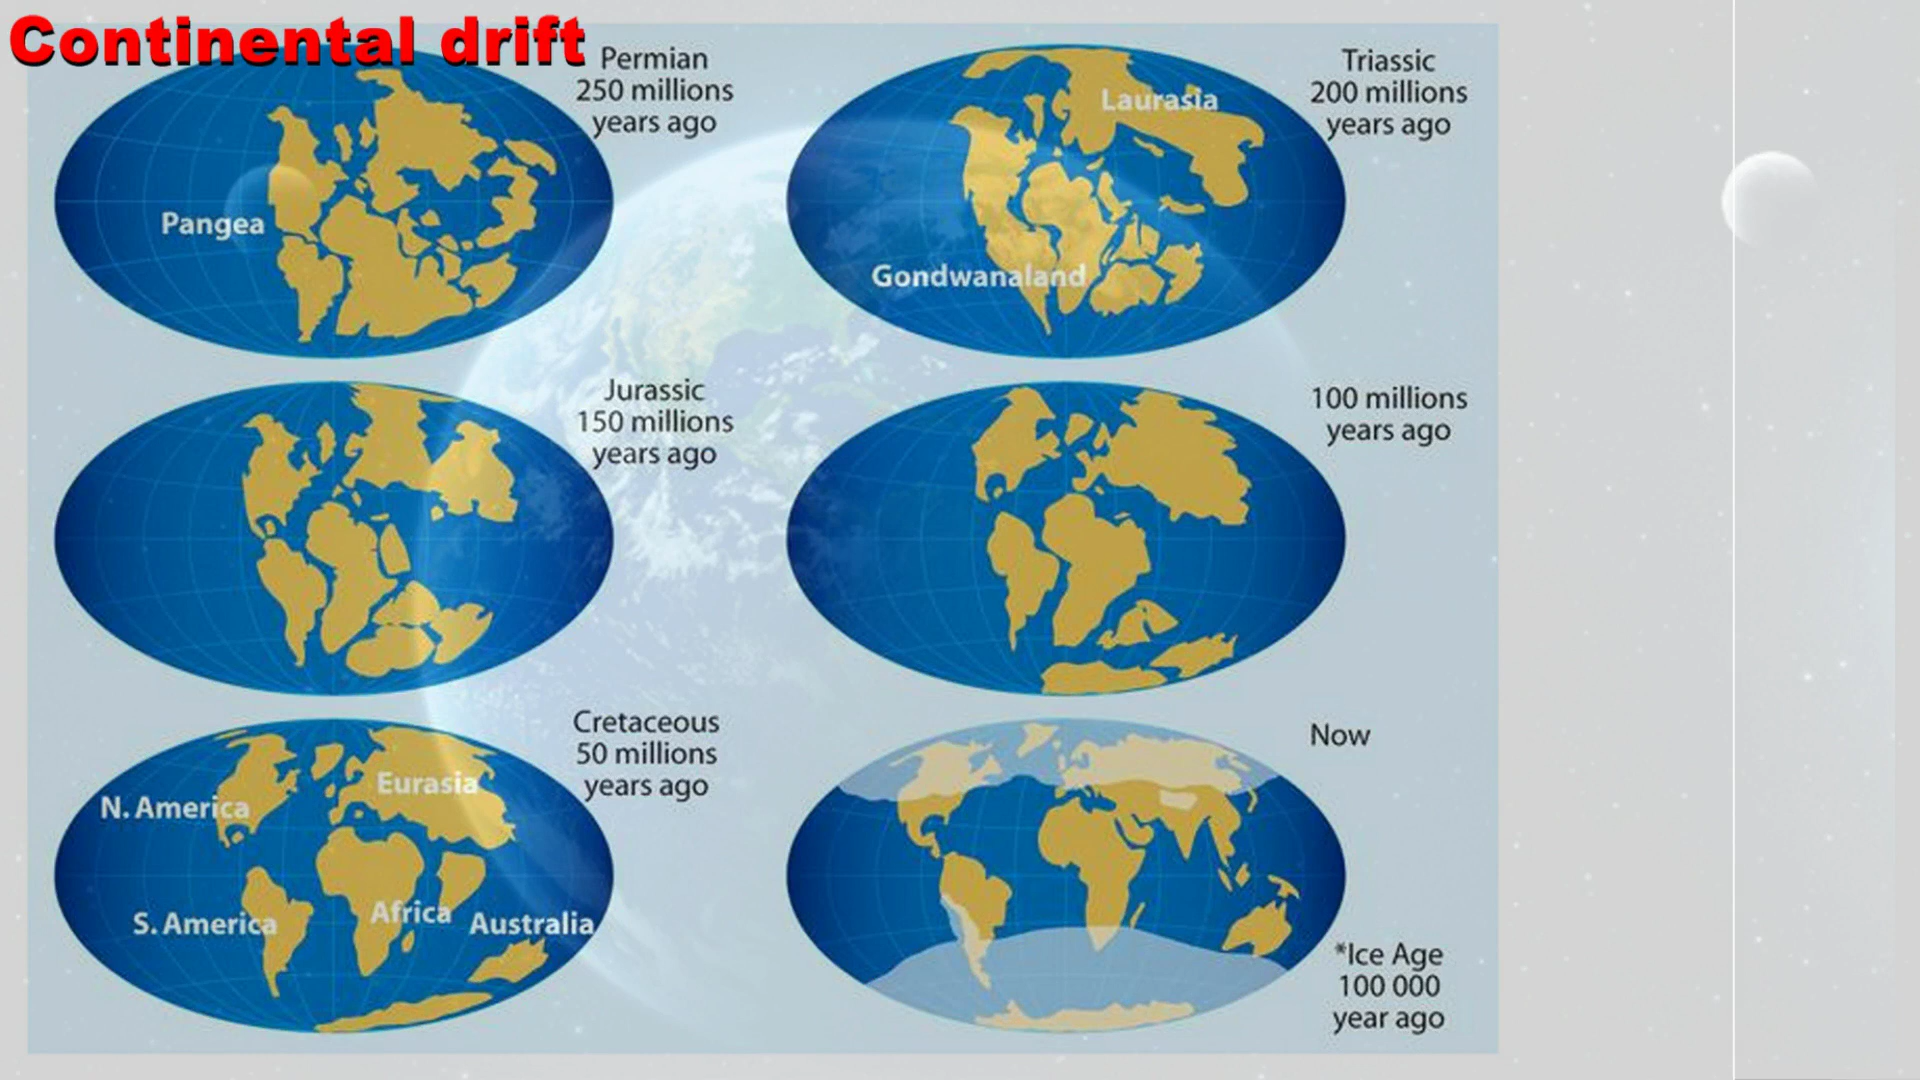 Continental drift
Permian
250 millions
years ago
Pangea
Triassic
200 millions
years ago
Laurasia
Gondwanaland
Jurassic
150 millions
years ago
100 millions
years ago
Cretaceous
50 millions
years ago
Eurasia
N. America
S. America
Africa
Australia
Now
*Ice Age
100 000
year ago